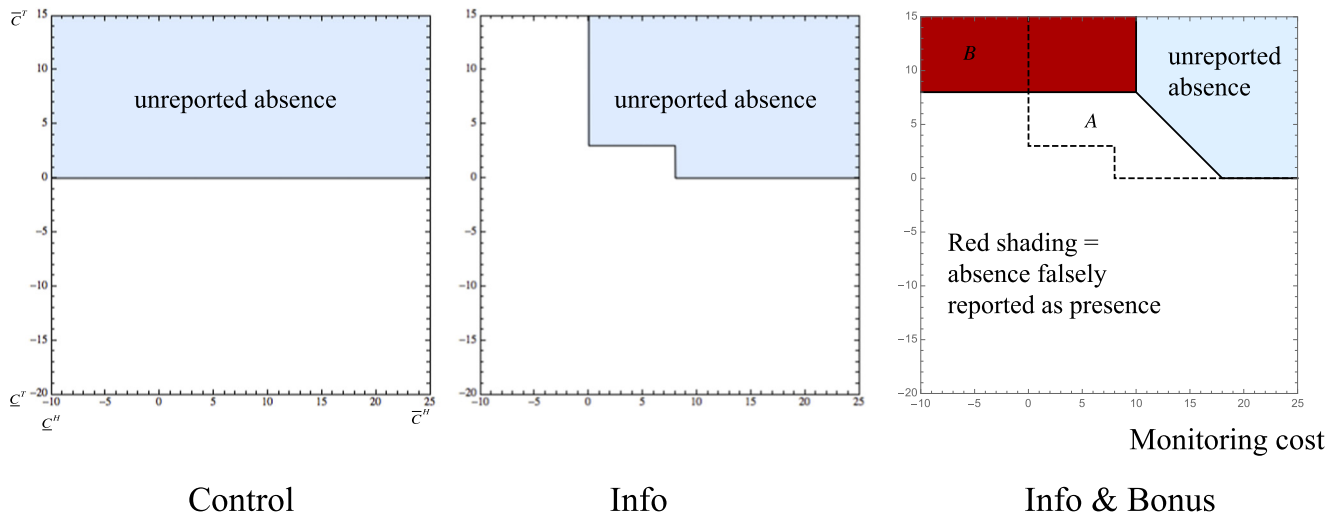 C̅ᵀ
15
10
5
0
−5
−10
−15
−20
C̲ᵀ
−10 −5 0 5 10 15 20 25
C̲ᴴ
C̅ᴴ
unreported absence
Control
15
10
5
0
−5
−10
−15
−20
−10 −5 0 5 10 15 20 25
unreported absence
Info
15
10
5
0
−5
−10
−15
−20
−10 −5 0 5 10 15 20 25
B
A
unreported
absence
Red shading =
absence falsely
reported as presence
Monitoring cost
Info & Bonus